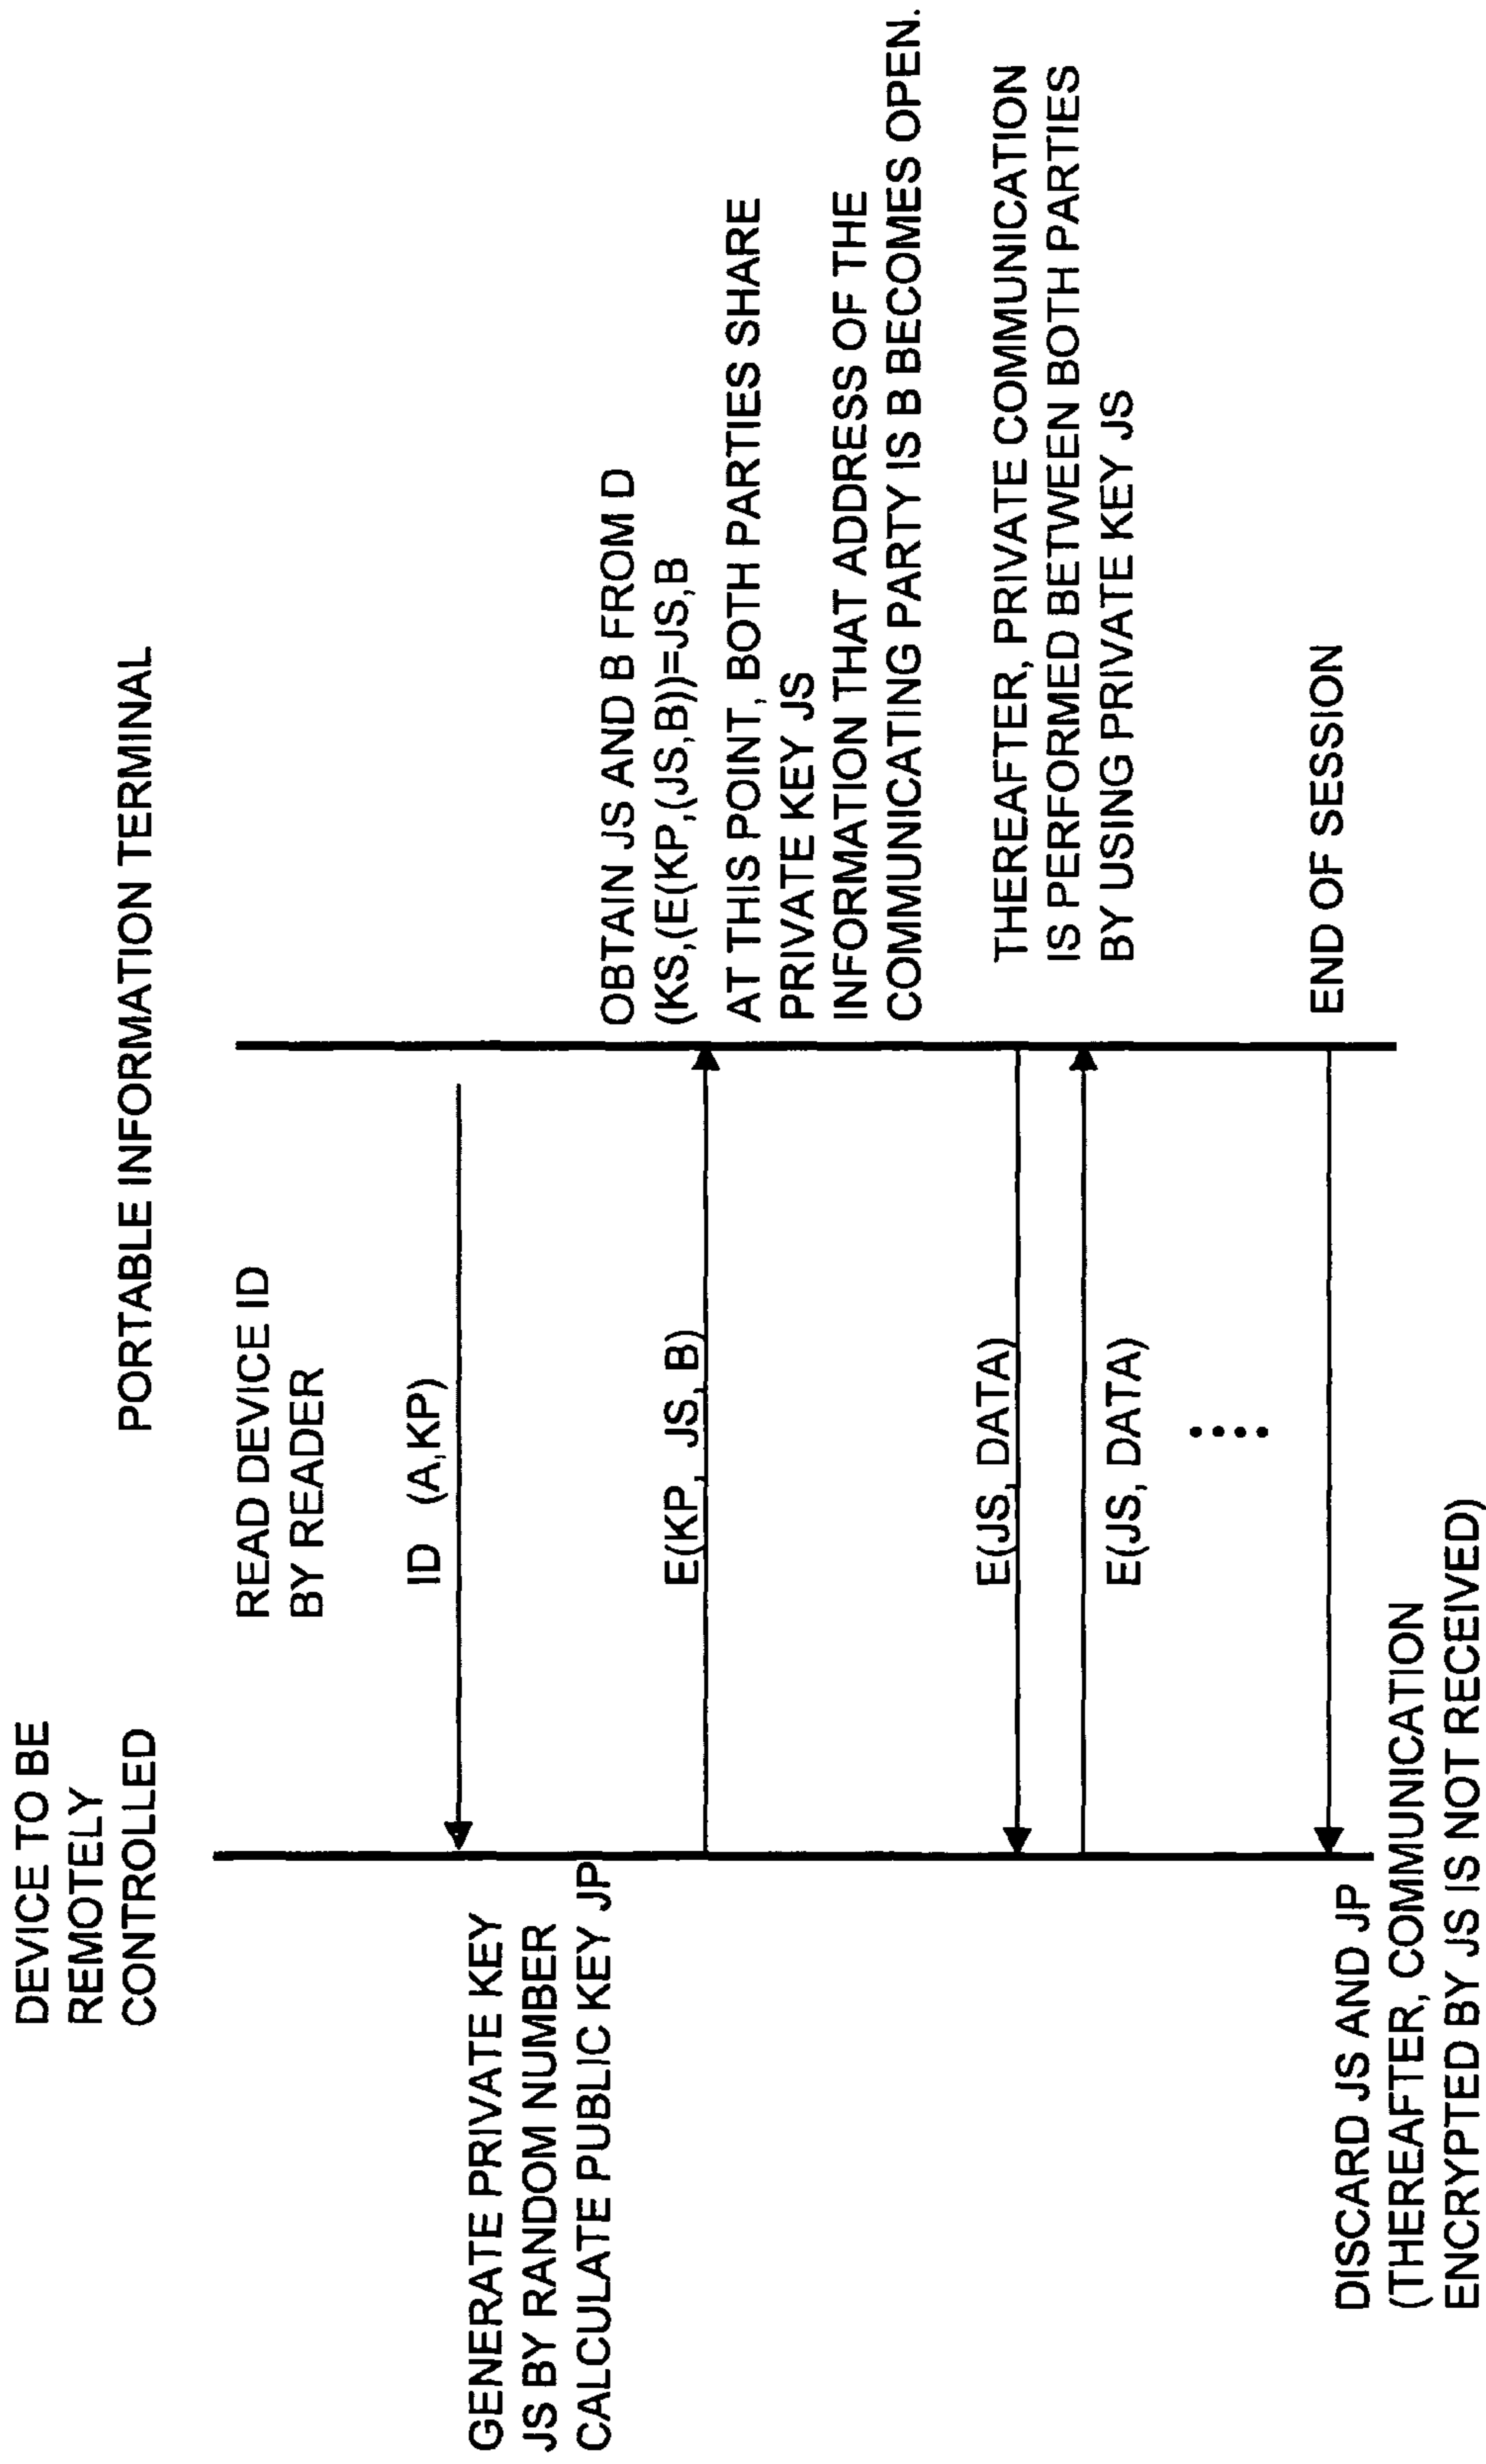 DEVICE TO BE
REMOTELY
CONTROLLED
PORTABLE INFORMATION TERMINAL
READ DEVICE ID
BY READER
ID (A,KP)
GENERATE PRIVATE KEY
JS BY RANDOM NUMBER
CALCULATE PUBLIC KEY JP
E(KP, JS, B)
OBTAIN JS AND B FROM D
(KS,(E(KP,(JS,B))=JS,B
AT THIS POINT, BOTH PARTIES SHARE
PRIVATE KEY JS
INFORMATION THAT ADDRESS OF THE
COMMUNICATING PARTY IS B BECOMES OPEN.
E(JS, DATA)
E(JS, DATA)
THEREAFTER, PRIVATE COMMUNICATION
IS PERFORMED BETWEEN BOTH PARTIES
BY USING PRIVATE KEY JS
END OF SESSION
DISCARD JS AND JP
(THEREAFTER, COMMUNICATION
ENCRYPTED BY JS IS NOT RECEIVED)